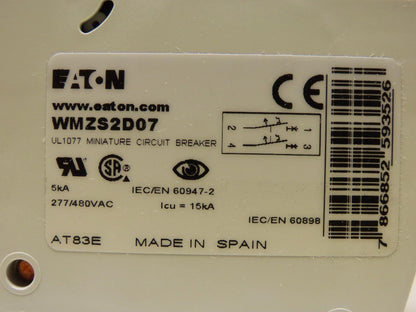 EATON
CE
www.eaton.com
WMZS2D07
UL1077 MINIATURE CIRCUIT BREAKER
2 1
4 3
5kA
277/480VAC
SA
IEC/EN 60947-2
Icu = 15kA
IEC/EN 60898
AT83E
MADE IN SPAIN
7 866852 593526